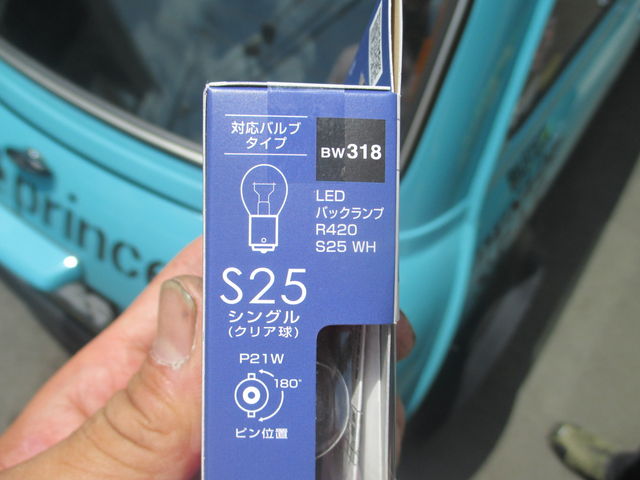 対応バルブ
タイプ
BW318
LED
バックランプ
R420
S25 WH
S25
シングル
(クリア球)
P21W
180°
ピン位置
prince